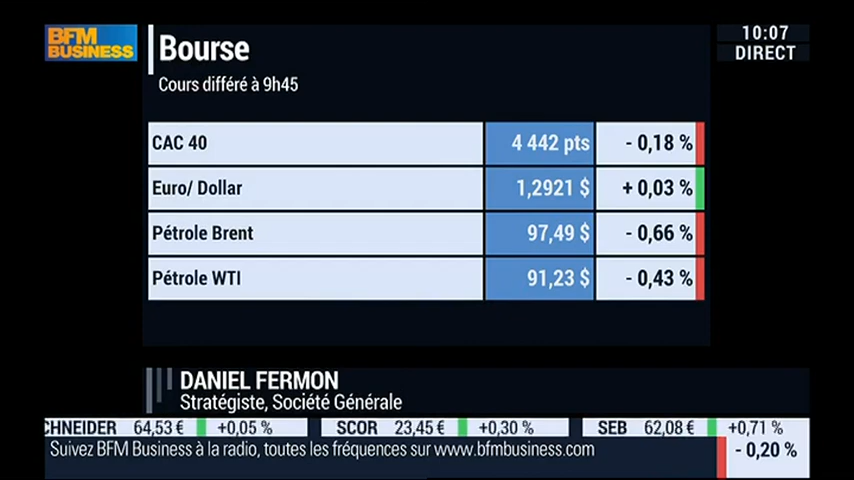 BFM
BUSINESS
Bourse
Cours différé à 9h45
10:07
DIRECT
CAC 40 4 442 pts - 0,18 %
Euro/ Dollar 1,2921 $ + 0,03 %
Pétrole Brent 97,49 $ - 0,66 %
Pétrole WTI 91,23 $ - 0,43 %
DANIEL FERMON
Stratégiste, Société Générale
CHNEIDER 64,53 € +0,05 % SCOR 23,45 € +0,30 % SEB 62,08 € +0,71 %
Suivez BFM Business à la radio, toutes les fréquences sur www.bfmbusiness.com - 0,20 %